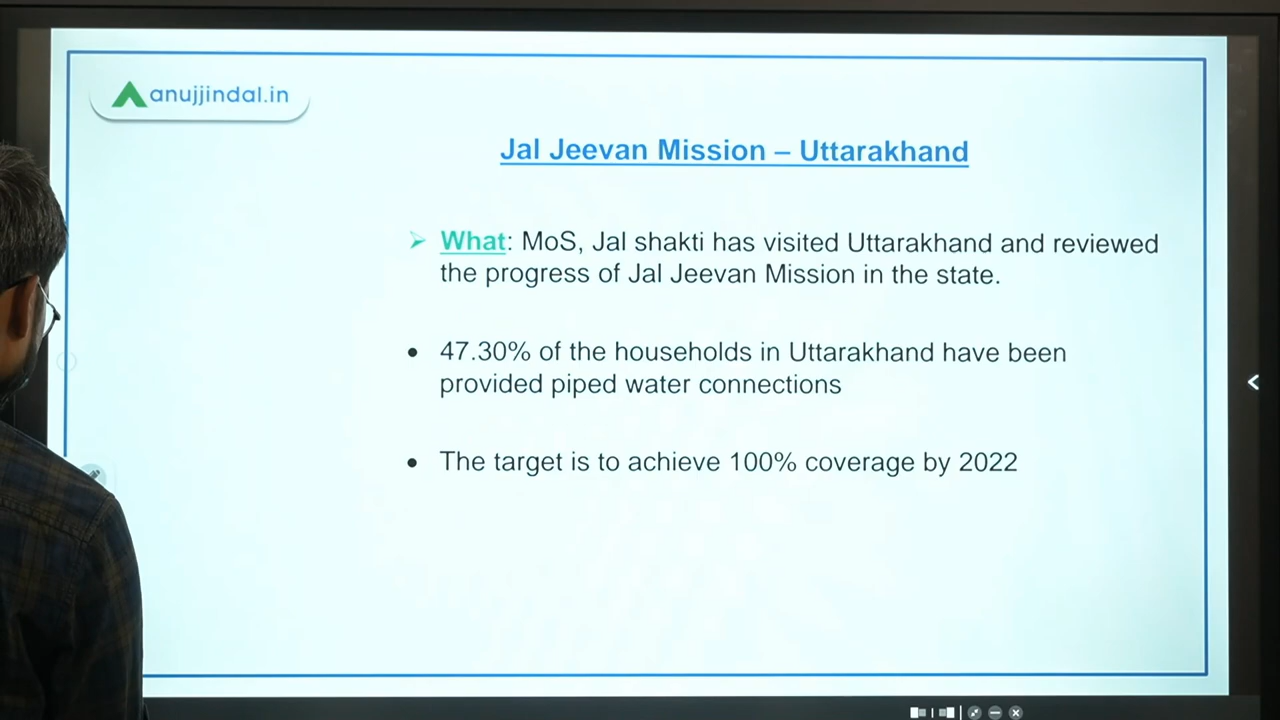 anujjindal.in
Jal Jeevan Mission – Uttarakhand
What: MoS, Jal shakti has visited Uttarakhand and reviewed
the progress of Jal Jeevan Mission in the state.
47.30% of the households in Uttarakhand have been
provided piped water connections
The target is to achieve 100% coverage by 2022